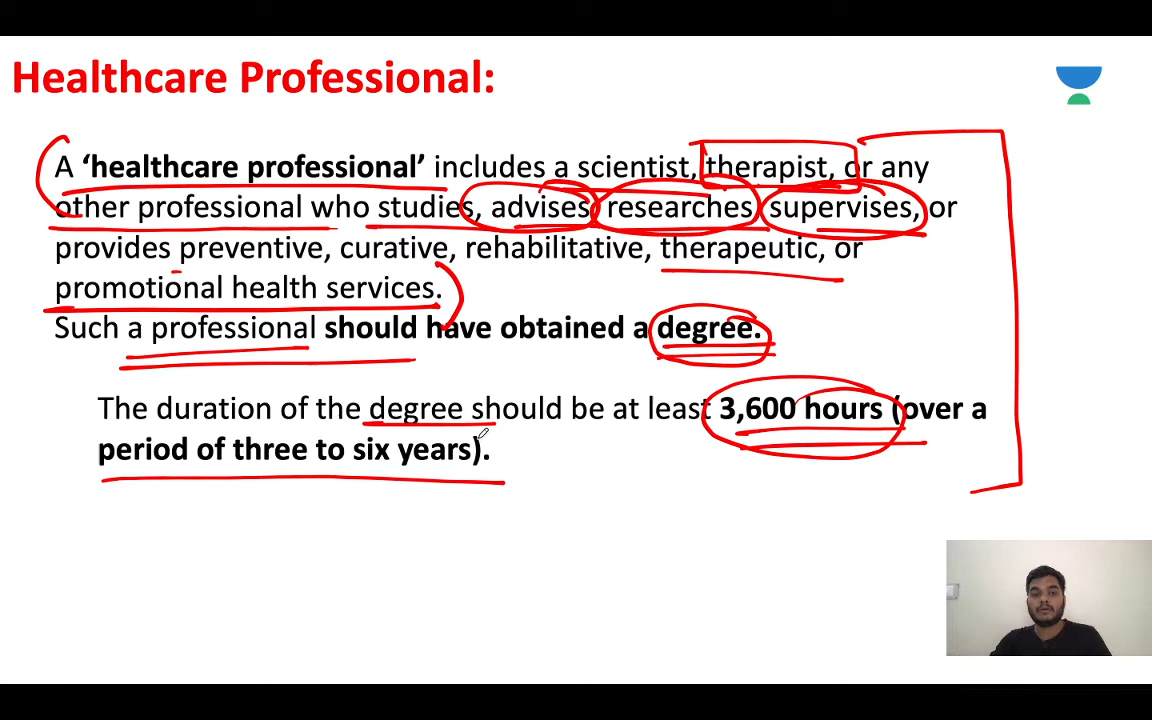 Healthcare Professional:
A ‘healthcare professional’ includes a scientist, therapist, or any
other professional who studies, advises, researches, supervises, or
provides preventive, curative, rehabilitative, therapeutic, or
promotional health services.
Such a professional should have obtained a degree.
The duration of the degree should be at least 3,600 hours (over a
period of three to six years).